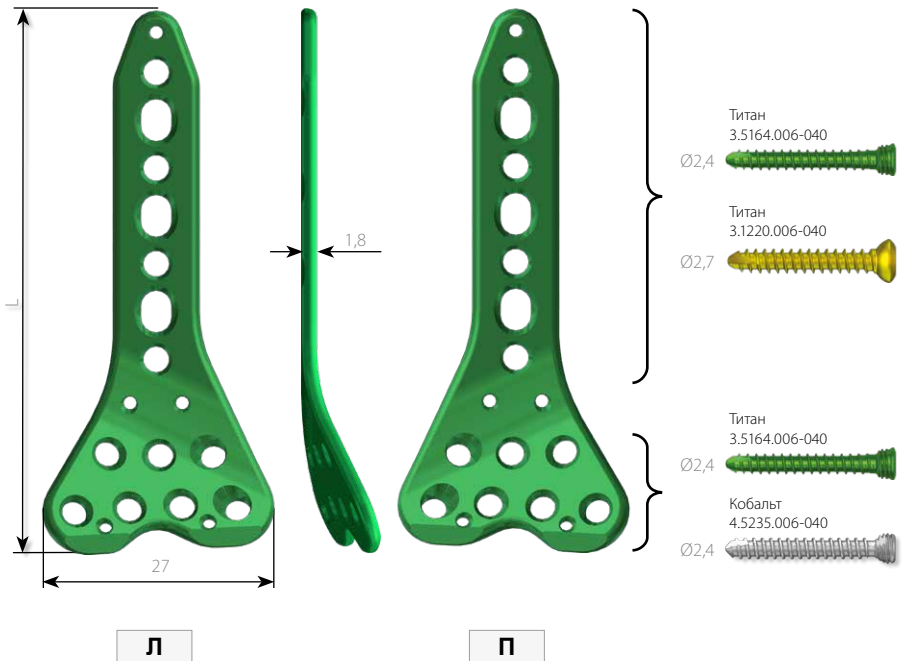 L
1,8
27
Титан
3.5164.006-040
Ø2,4
Титан
3.1220.006-040
Ø2,7
Титан
3.5164.006-040
Ø2,4
Кобальт
4.5235.006-040
Ø2,4
Л
П